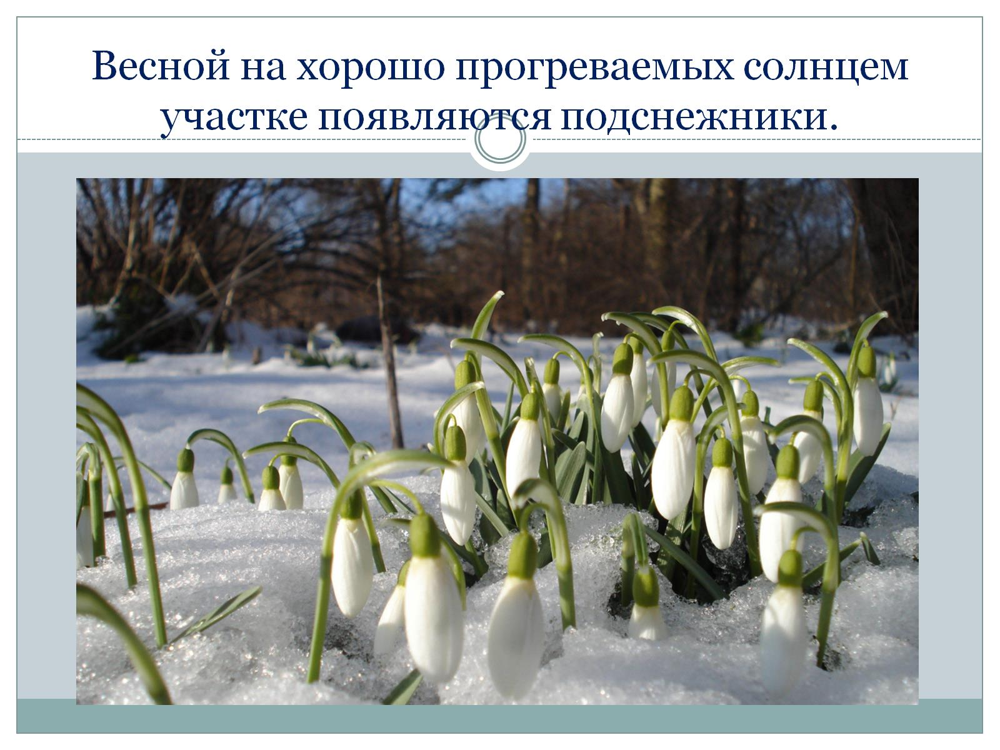 Весной на хорошо прогреваемых солнцем
участке появляются подснежники.